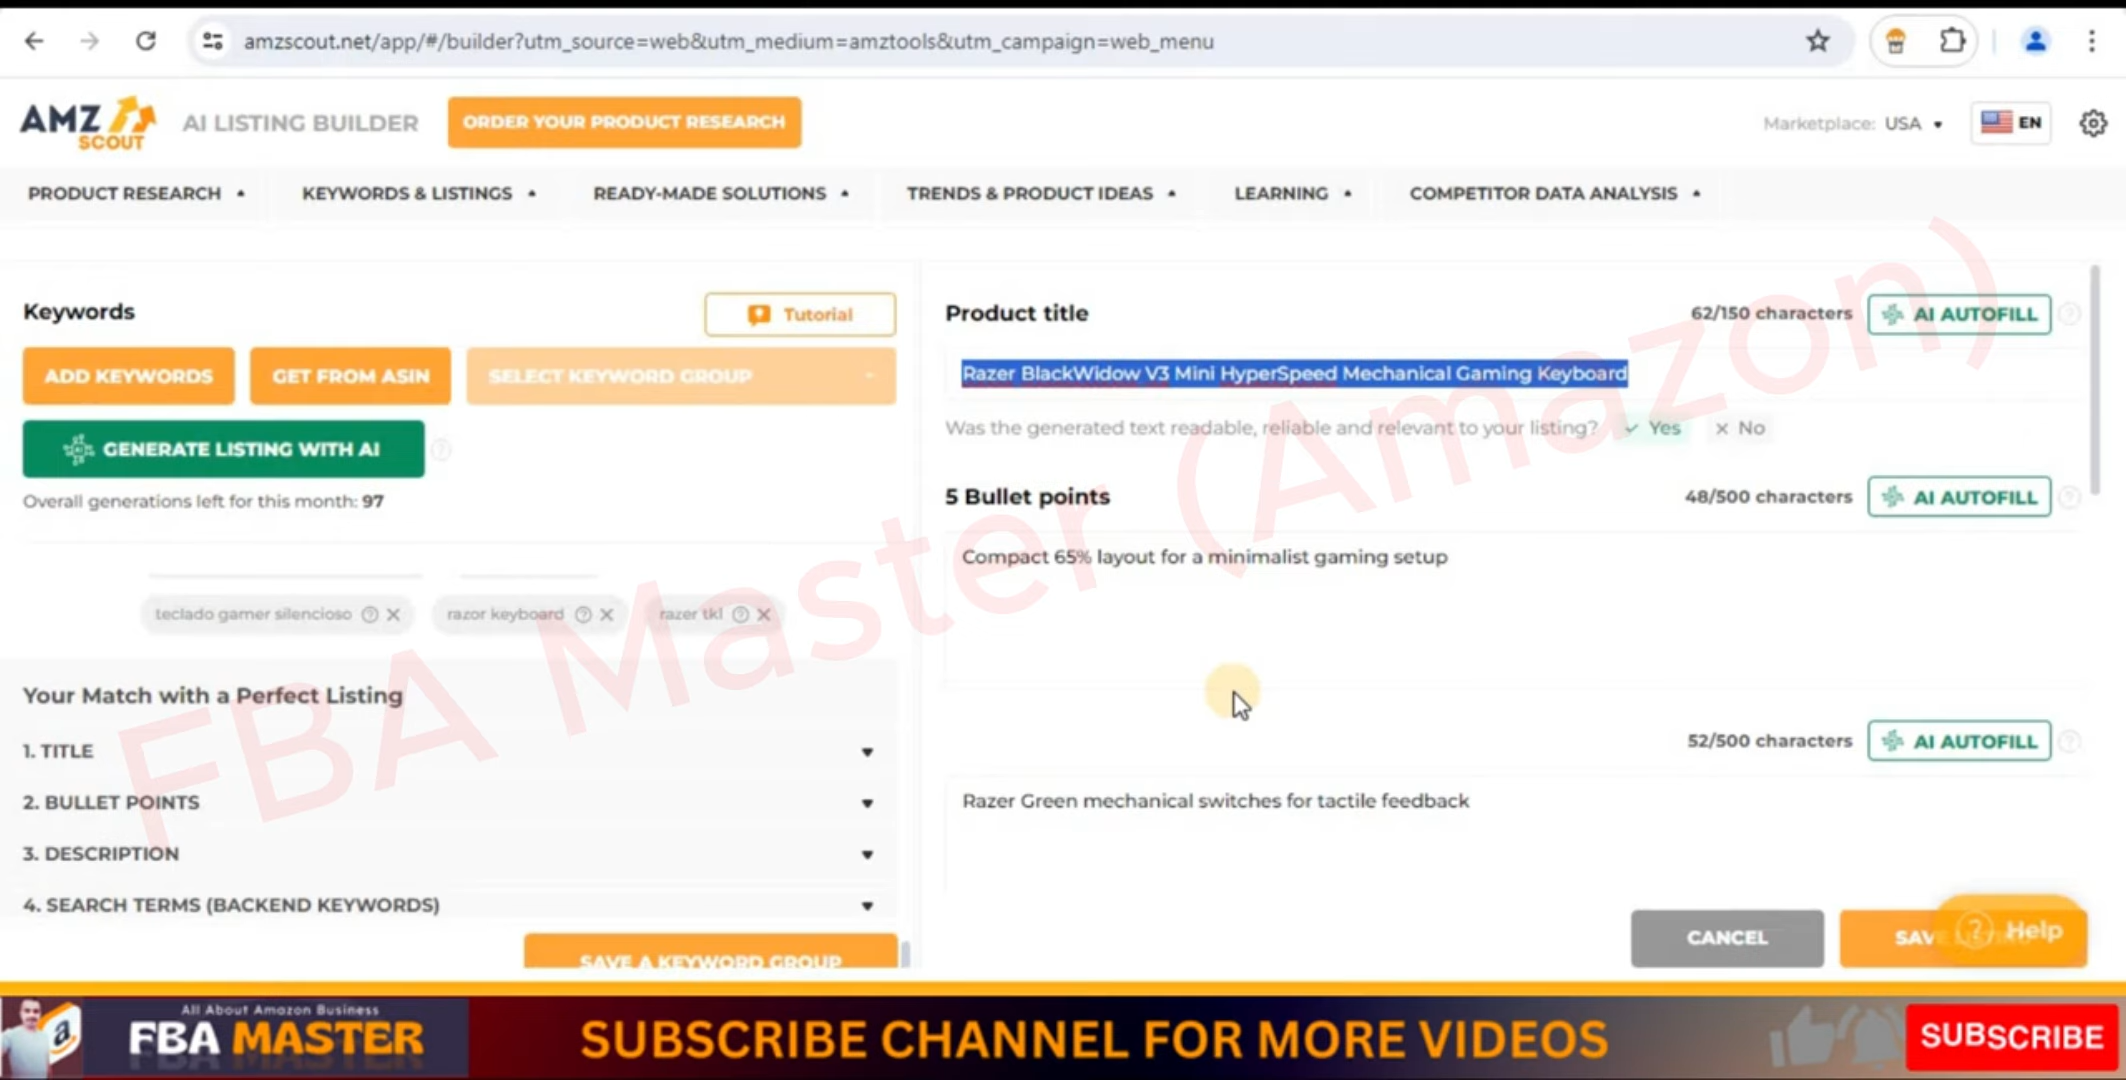 amzscout.net/app/#/builder?utm_source=web&utm_medium=amztools&utm_campaign=web_menu
AMZ SCOUT
AI LISTING BUILDER
ORDER YOUR PRODUCT RESEARCH
Marketplace: USA
EN
PRODUCT RESEARCH
KEYWORDS & LISTINGS
READY-MADE SOLUTIONS
TRENDS & PRODUCT IDEAS
LEARNING
COMPETITOR DATA ANALYSIS
Keywords
Tutorial
ADD KEYWORDS
GET FROM ASIN
SELECT KEYWORD GROUP
GENERATE LISTING WITH AI
Overall generations left for this month: 97
teclado gamer silencioso
razor keyboard
razer tkl
Your Match with a Perfect Listing
1. TITLE
2. BULLET POINTS
3. DESCRIPTION
4. SEARCH TERMS (BACKEND KEYWORDS)
SAVE A KEYWORD GROUP
Product title
62/150 characters
AI AUTOFILL
Razer BlackWidow V3 Mini HyperSpeed Mechanical Gaming Keyboard
Was the generated text readable, reliable and relevant to your listing?
Yes
No
5 Bullet points
48/500 characters
AI AUTOFILL
Compact 65% layout for a minimalist gaming setup
52/500 characters
AI AUTOFILL
Razer Green mechanical switches for tactile feedback
CANCEL
Help
FBA Master (Amazon)
All About Amazon Business
FBA MASTER
SUBSCRIBE CHANNEL FOR MORE VIDEOS
SUBSCRIBE